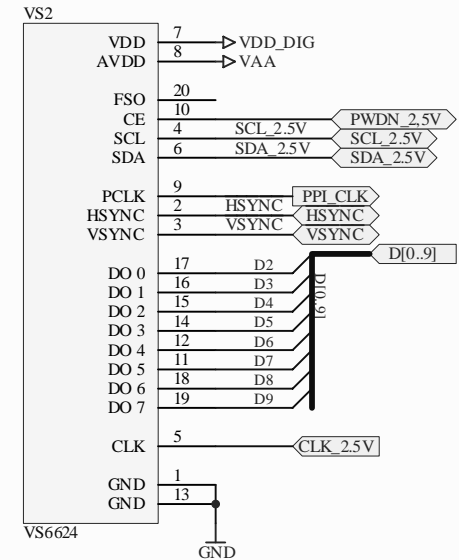 VS2
VDD 7 VDD_DIG
AVDD 8 VAA
FSO 20
CE 10 PWDN_2,5V
SCL 4 SCL_2.5V SCL_2.5V
SDA 6 SDA_2.5V SDA_2.5V
PCLK 9 PPI_CLK
HSYNC 2 HSYNC HSYNC
VSYNC 3 VSYNC VSYNC
D[0..9]
DO 0 17 D2
DO 1 16 D3
DO 2 15 D4
DO 3 14 D5
DO 4 12 D6
DO 5 11 D7
DO 6 18 D8
DO 7 19 D9
D[0..9]
CLK 5 CLK_2.5V
GND 1
GND 13
VS6624
GND